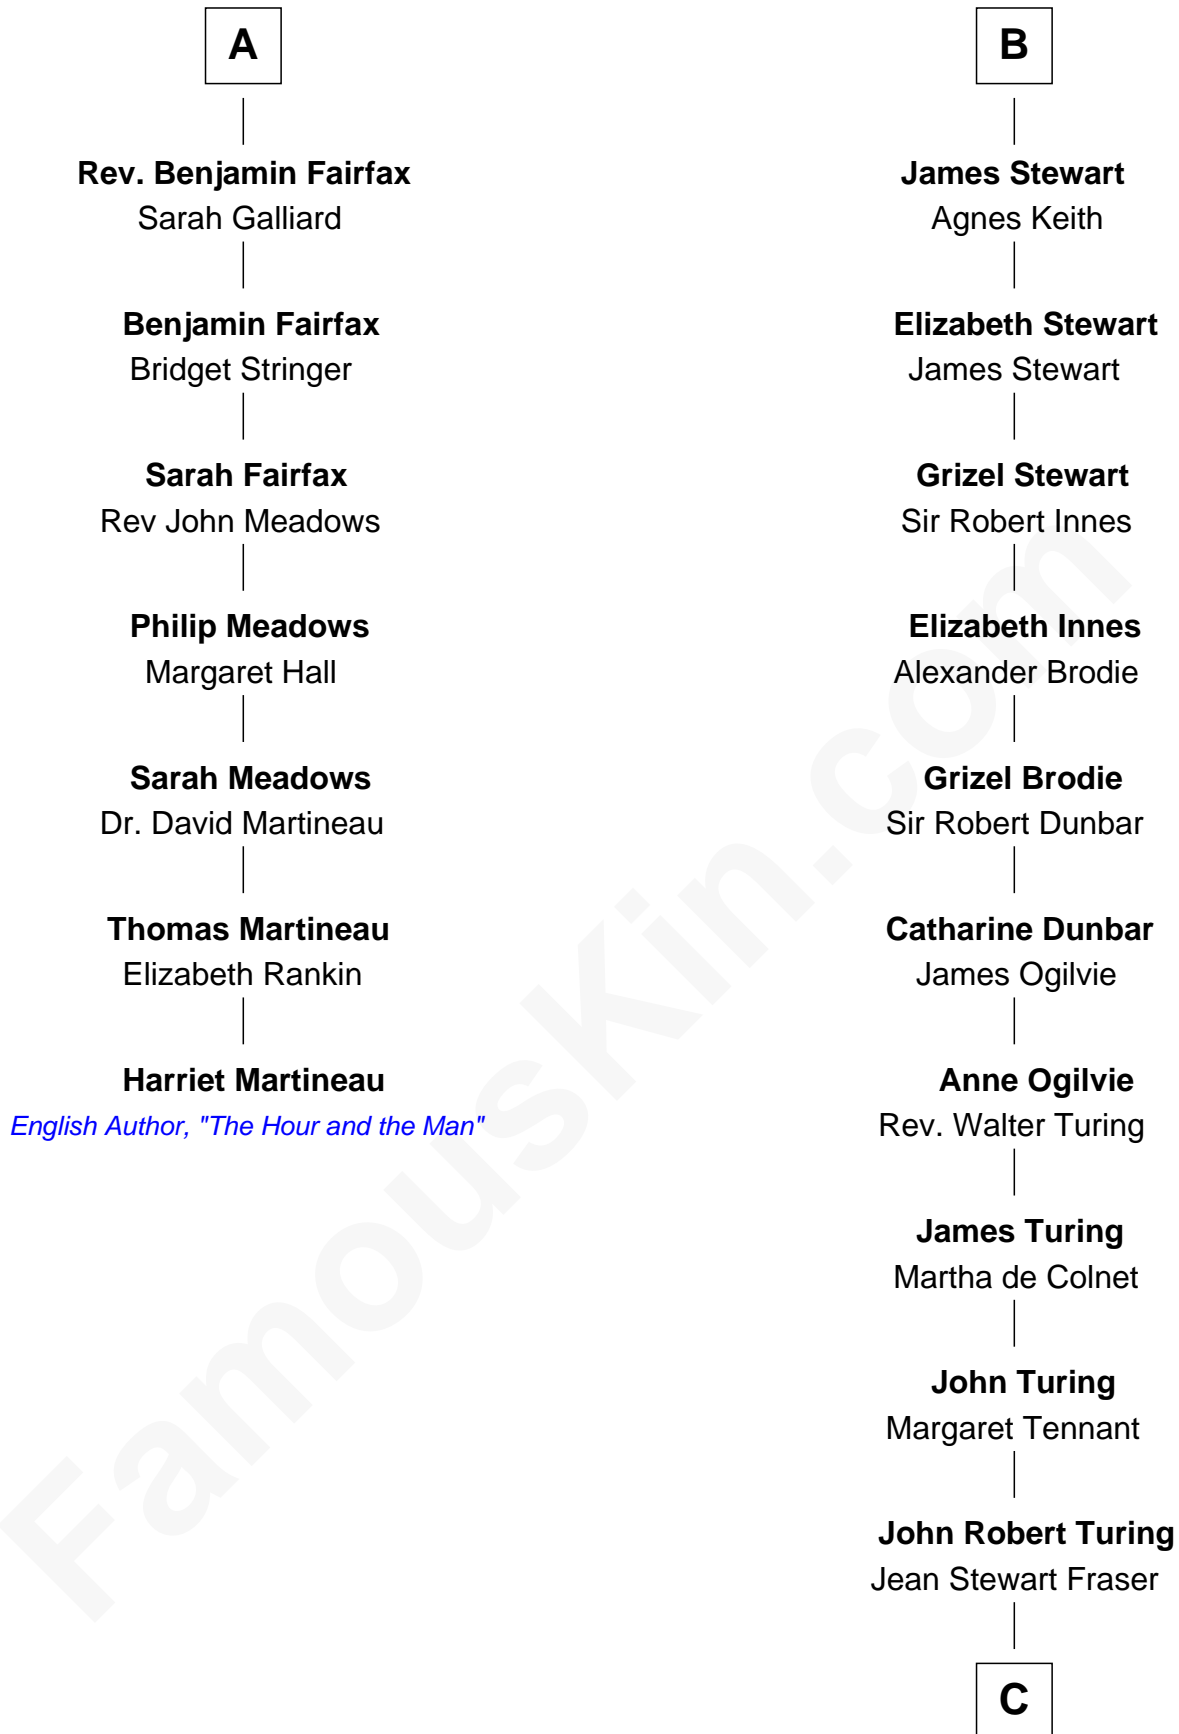 A
Rev. Benjamin Fairfax
Sarah Galliard
Benjamin Fairfax
Bridget Stringer
Sarah Fairfax
Rev John Meadows
Philip Meadows
Margaret Hall
Sarah Meadows
Dr. David Martineau
Thomas Martineau
Elizabeth Rankin
Harriet Martineau
English Author, "The Hour and the Man"
B
James Stewart
Agnes Keith
Elizabeth Stewart
James Stewart
Grizel Stewart
Sir Robert Innes
Elizabeth Innes
Alexander Brodie
Grizel Brodie
Sir Robert Dunbar
Catharine Dunbar
James Ogilvie
Anne Ogilvie
Rev. Walter Turing
James Turing
Martha de Colnet
John Turing
Margaret Tennant
John Robert Turing
Jean Stewart Fraser
C
FamousKin.com